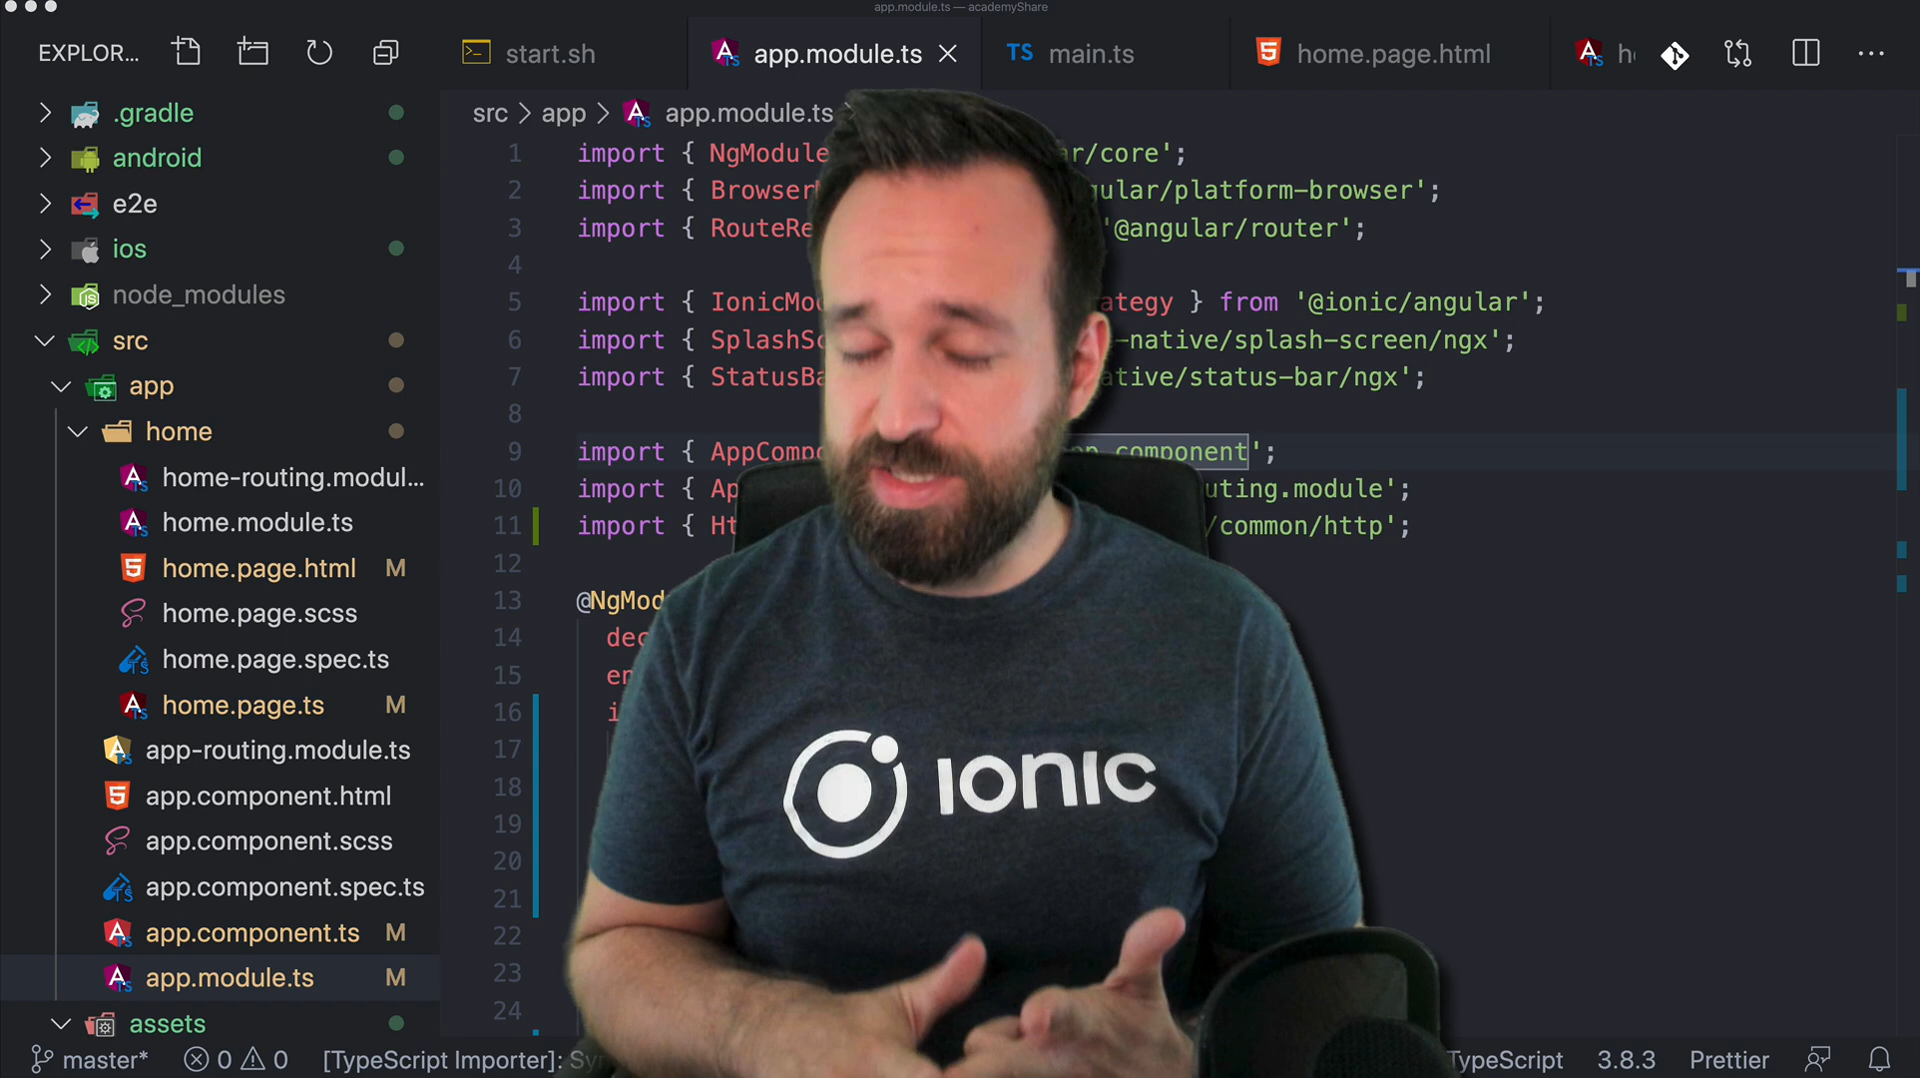 app.module.ts — academyShare
EXPLOR...
start.sh
app.module.ts
TS main.ts
home.page.html
src > app > app.module.ts
.gradle
android
e2e
ios
node_modules
src
app
home
home-routing.modul...
home.module.ts
home.page.html M
home.page.scss
home.page.spec.ts
home.page.ts M
app-routing.module.ts
app.component.html
app.component.scss
app.component.spec.ts
app.component.ts M
app.module.ts M
assets
1 import { NgModule ar/core';
2 import { Browser gular/platform-browser';
3 import { RouteRe '@angular/router';
4
5 import { IonicMo ategy } from '@ionic/angular';
6 import { SplashSc -native/splash-screen/ngx';
7 import { StatusBa ative/status-bar/ngx';
8
9 import { AppCompo component';
10 import { Ap uting.module';
11 import { Ht /common/http';
12
13 @NgMod
14 dec
15 en
16 i
17
18
19
20
21
22
23
24
IONIC
master* 0 0 [TypeScript Importer]: Sy TypeScript 3.8.3 Prettier